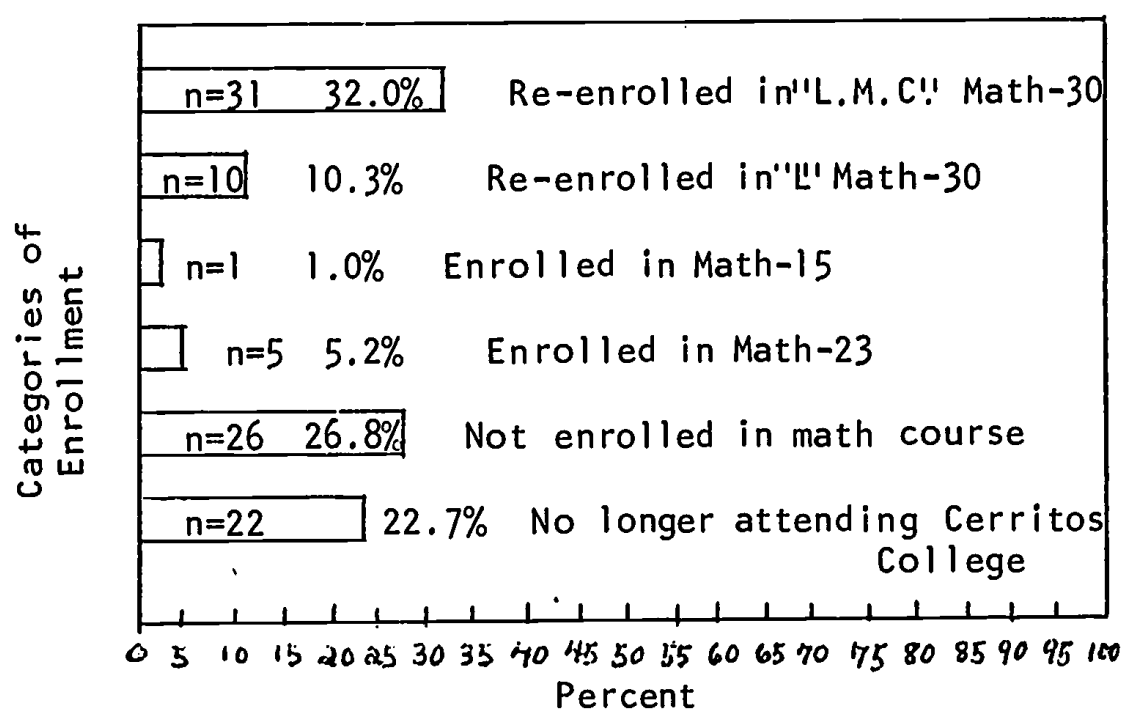 n=31 32.0% Re-enrolled in"L.M.C". Math-30
n=10 10.3% Re-enrolled in"L" Math-30
n=1 1.0% Enrolled in Math-15
n=5 5.2% Enrolled in Math-23
n=26 26.8% Not enrolled in math course
n=22 22.7% No longer attending Cerritos
College
Categories of
Enrollment
0 5 10 15 20 25 30 35 40 45 50 55 60 65 70 75 80 85 90 95 100
Percent